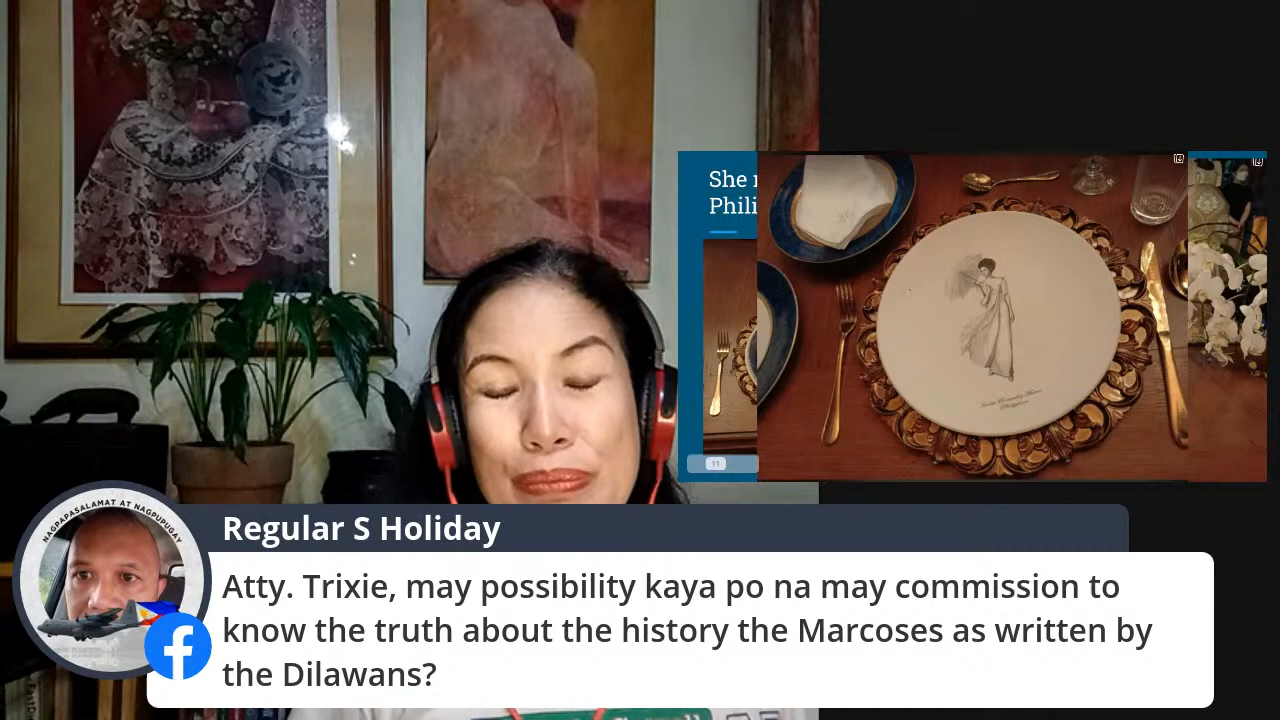 She
Phili
11
NAGPAPASALAMAT AT NAGPUPUGAY
Regular S Holiday
Atty. Trixie, may possibility kaya po na may commission to
know the truth about the history the Marcoses as written by
the Dilawans?